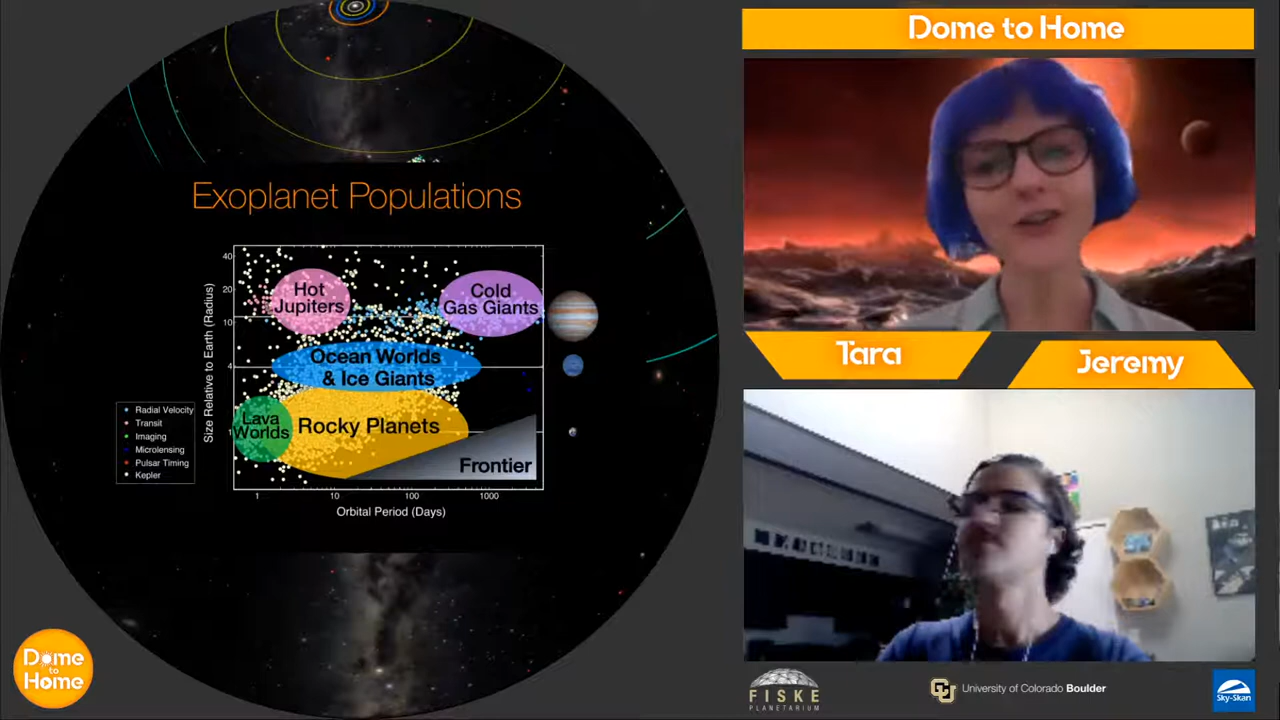 Exoplanet Populations
40
20
10
4
1
Size Relative to Earth (Radius)
Hot
Jupiters
Cold
Gas Giants
Ocean Worlds
& Ice Giants
Lava
Worlds
Rocky Planets
Frontier
1
10
100
1000
Orbital Period (Days)
Radial Velocity
Transit
Imaging
Microlensing
Pulsar Timing
Kepler
Dome
to
Home
Dome to Home
Tara
Jeremy
FISKE
PLANETARIUM
CU
University of Colorado Boulder
Sky-Skan